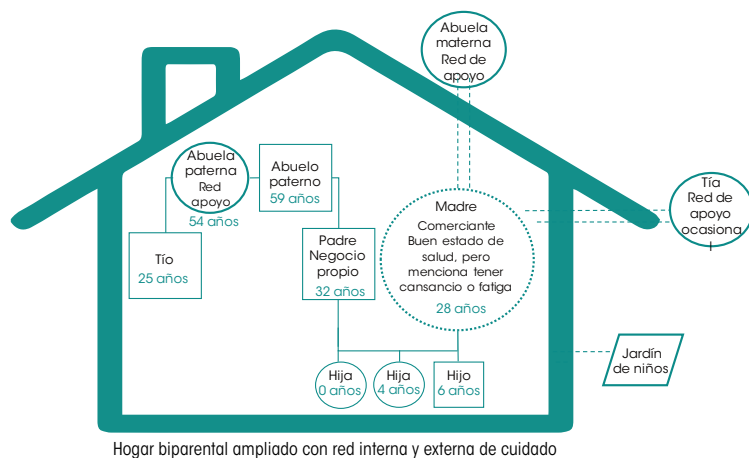 Abuela
materna
Red de
apoyo
Abuela
paterna
Red
apoyo
54 años
Abuelo
paterno
59 años
Tía
Red de
apoyo
ocasiona
l
Madre
Comerciante
Buen estado de
salud, pero
menciona tener
cansancio o fatiga
28 años
Tío
25 años
Padre
Negocio
propio
32 años
Jardín
de niños
Hija
0 años
Hija
4 años
Hijo
6 años
Hogar biparental ampliado con red interna y externa de cuidado